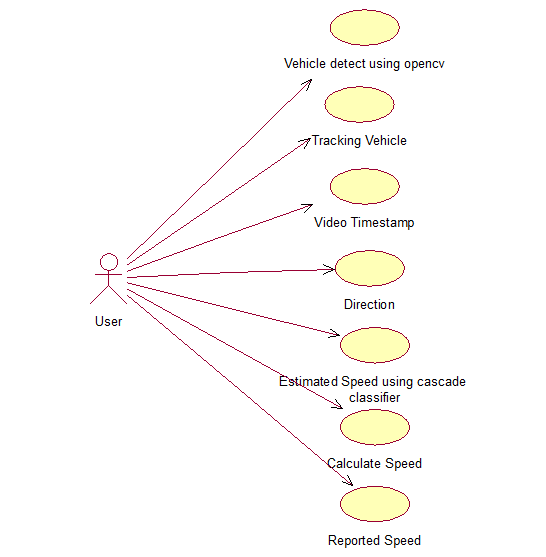 Vehicle detect using opencv
Tracking Vehicle
Video Timestamp
User
Direction
Estimated Speed using cascade
classifier
Calculate Speed
Reported Speed